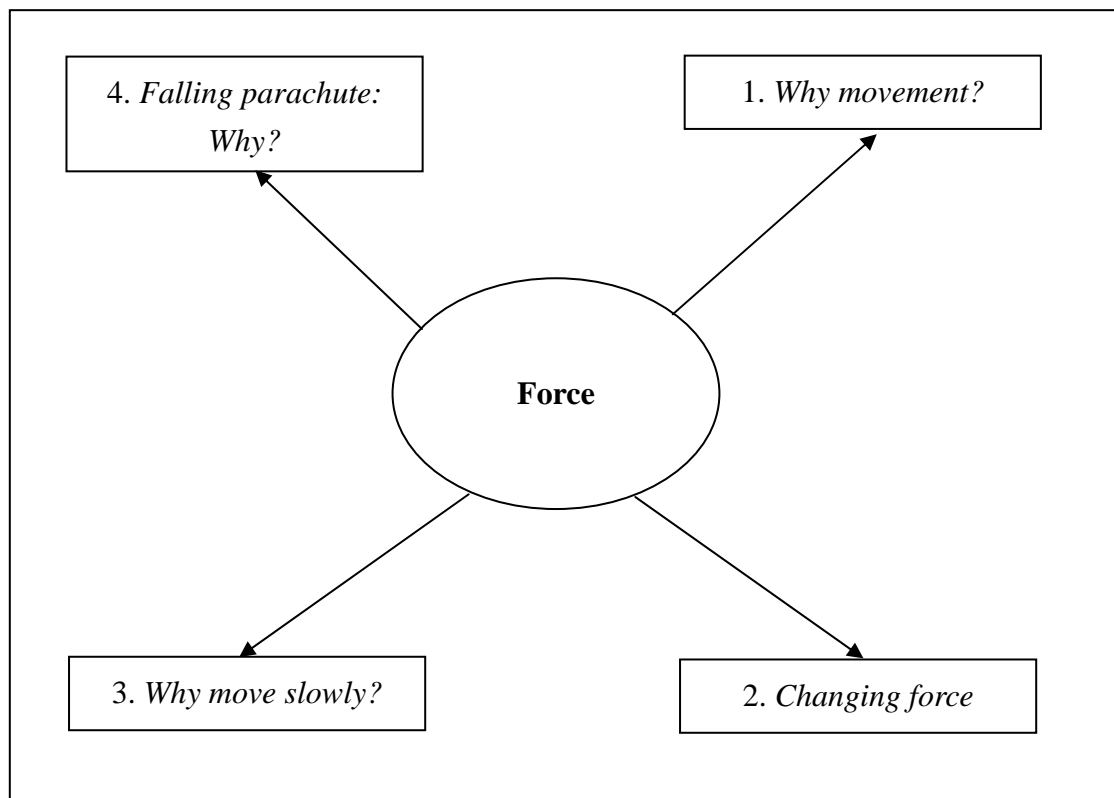 4. Falling parachute:
Why?
1. Why movement?
Force
3. Why move slowly?
2. Changing force